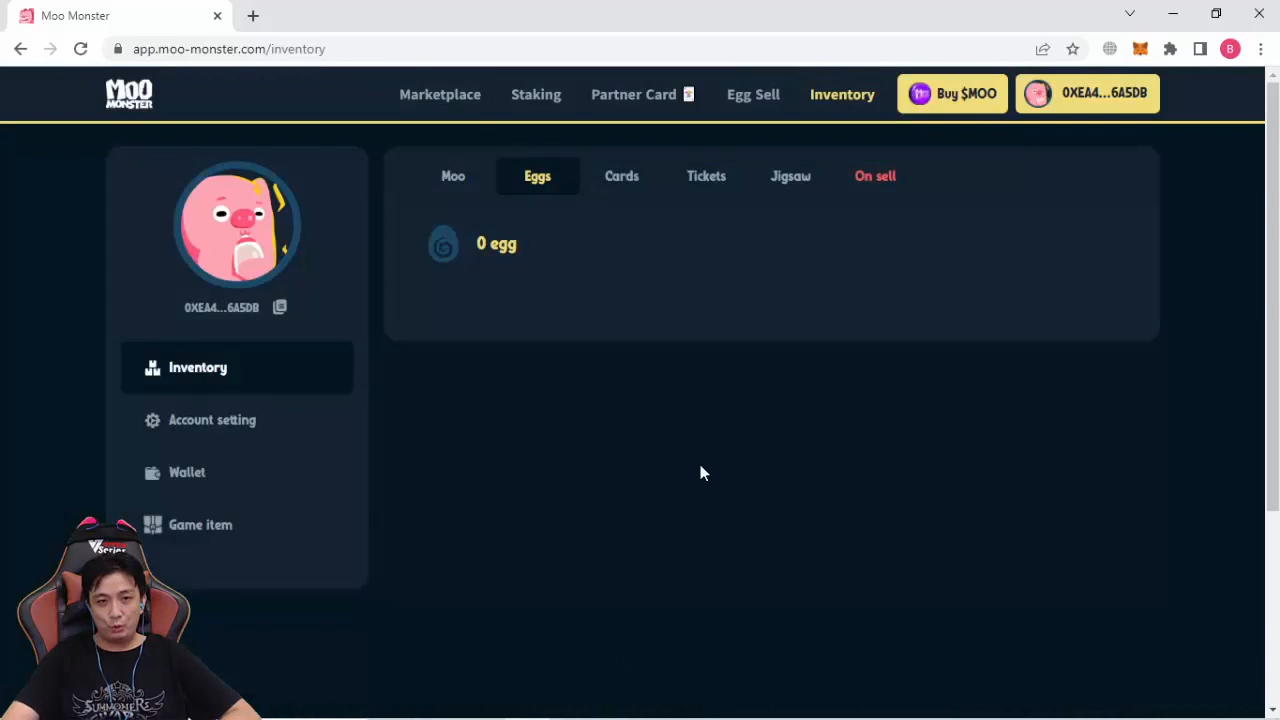 Moo Monster
app.moo-monster.com/inventory
B
MOO
MONSTER
Marketplace
Staking
Partner Card
Egg Sell
Inventory
Buy $MOO
0XEA4...6A5DB
Moo
Eggs
Cards
Tickets
Jigsaw
On sell
0 egg
0XEA4...6A5DB
Inventory
Account setting
Wallet
Game item
Series
SUMMONERS
WAR